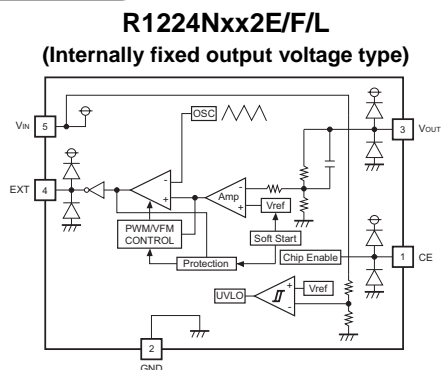 R1224Nxx2E/F/L
(Internally fixed output voltage type)
OSC
VIN
5
3
VOUT
EXT
4
-
+
Amp
-
+
Vref
PWM/VFM
CONTROL
Soft Start
Protection
Chip Enable
1
CE
UVLO
+
-
Vref
2
GND